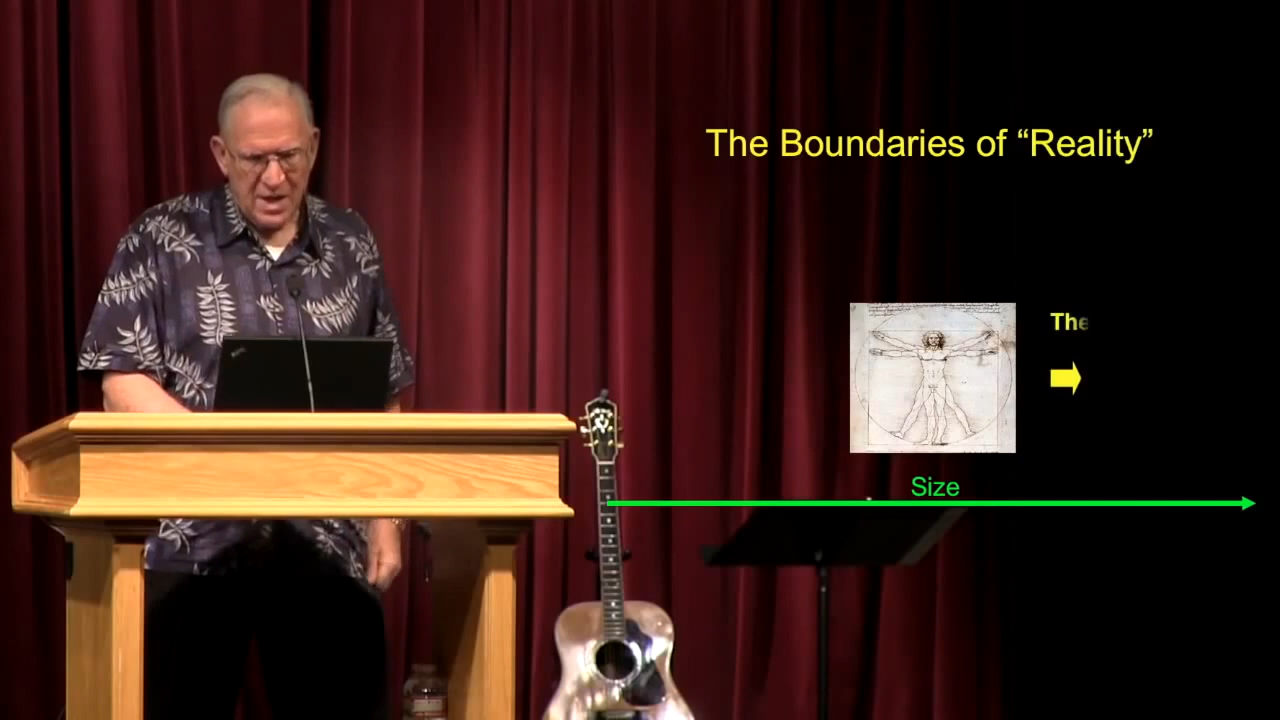 The Boundaries of “Reality”
The
Size